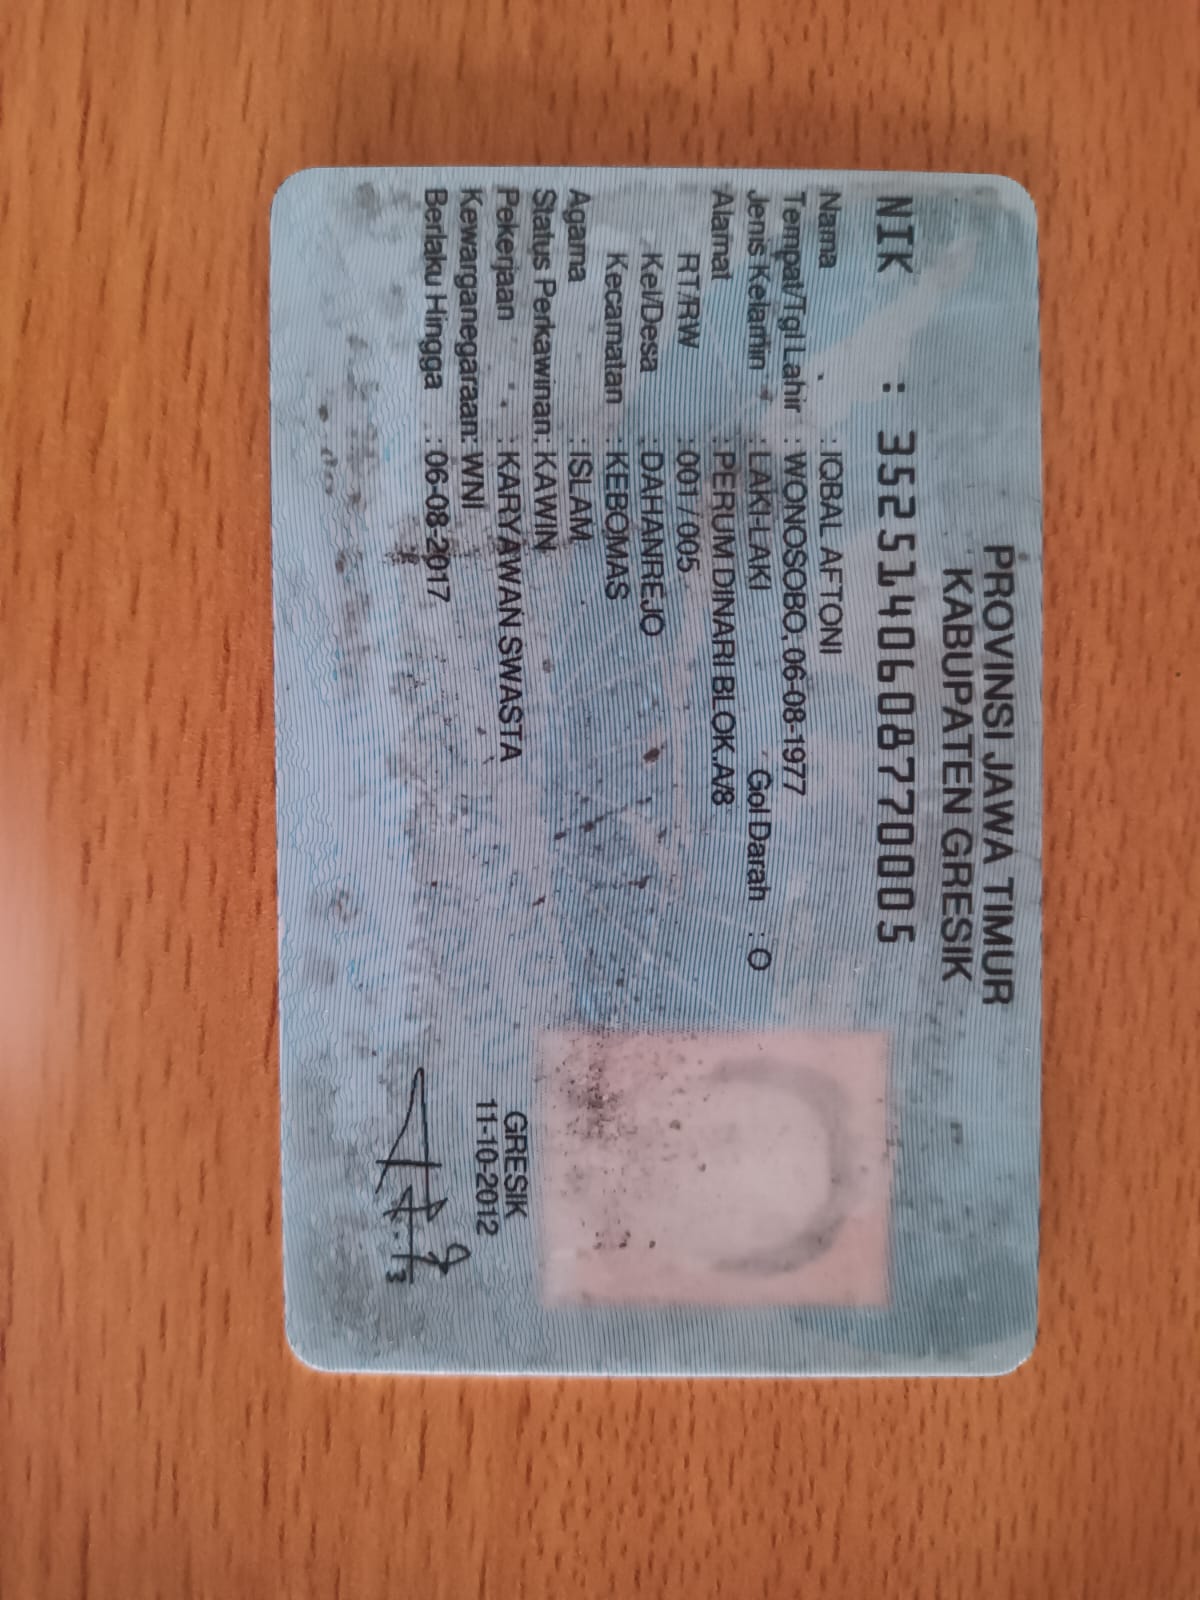 PROVINSI JAWA TIMUR
KABUPATEN GRESIK
NIK : 3525140608770005
Nama : IQBAL AFTONI
Tempat/Tgl Lahir : WONOSOBO, 06-08-1977
Jenis Kelamin : LAKI-LAKI Gol Darah : O
Alamat : PERUM DINARI BLOK.A/8
RT/RW : 001 / 005
Kel/Desa : DAHANREJO
Kecamatan : KEBOMAS
Agama : ISLAM
Status Perkawinan: KAWIN
Pekerjaan : KARYAWAN SWASTA
Kewarganegaraan: WNI
Berlaku Hingga : 06-08-2017
GRESIK
11-10-2012